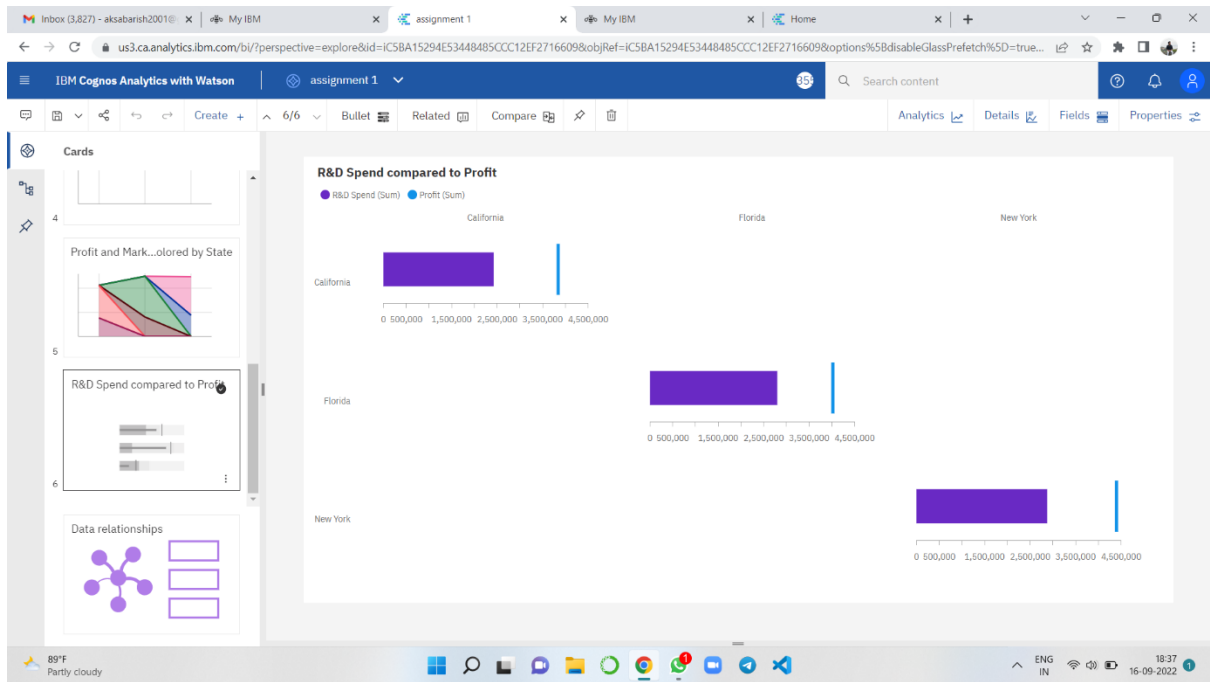 Inbox (3,827) - aksabarish2001@ My IBM assignment 1 My IBM Home
us3.ca.analytics.ibm.com/bi/?perspective=explore&id=iC5BA15294E53448485CCC12EF2716609&objRef=iC5BA15294E53448485CCC12EF2716609&options%5BdisableGlassPrefetch%5D=true...
IBM Cognos Analytics with Watson assignment 1 Search content
Create 6/6 Bullet Related Compare Analytics Details Fields Properties
Cards
4
Profit and Mark...olored by State
5
R&D Spend compared to Profit
6
Data relationships
R&D Spend compared to Profit
R&D Spend (Sum) Profit (Sum)
California Florida New York
California
0 500,000 1,500,000 2,500,000 3,500,000 4,500,000
Florida
0 500,000 1,500,000 2,500,000 3,500,000 4,500,000
New York
0 500,000 1,500,000 2,500,000 3,500,000 4,500,000
89°F
Partly cloudy
1
ENG
IN
18:37
16-09-2022
1